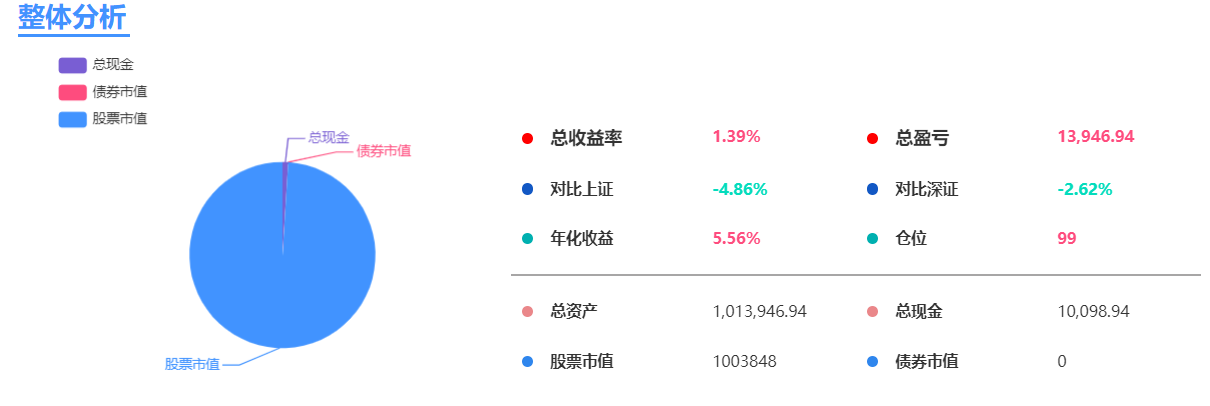 整体分析
总现金
债券市值
股票市值
总现金
债券市值
股票市值
总收益率 1.39% 总盈亏 13,946.94
对比上证 -4.86% 对比深证 -2.62%
年化收益 5.56% 仓位 99
总资产 1,013,946.94 总现金 10,098.94
股票市值 1003848 债券市值 0